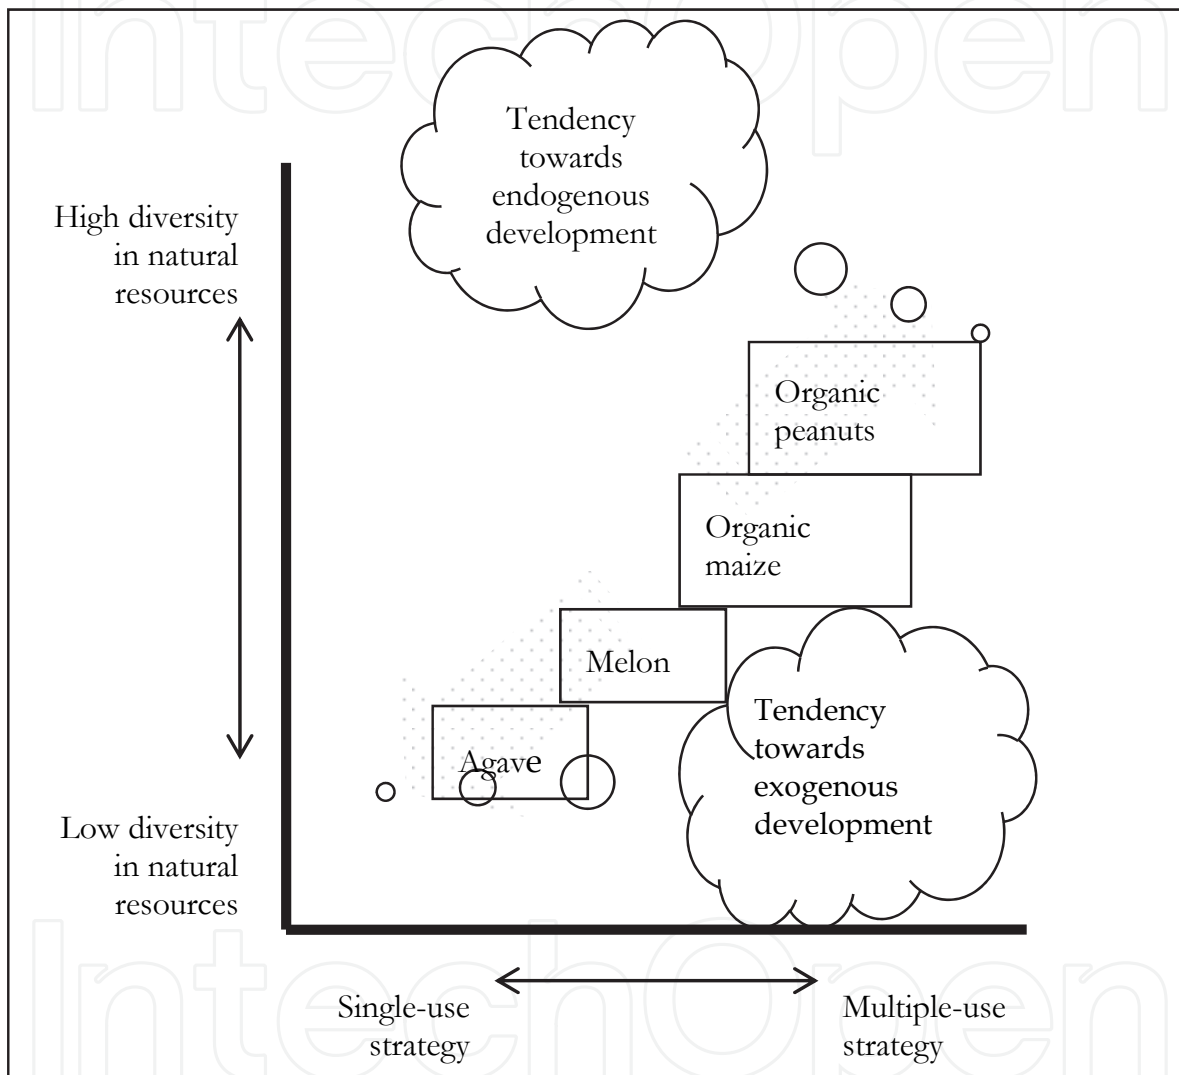 IntechOpen
Tendency
towards
endogenous
development
High diversity
in natural
resources
Organic
peanuts
Organic
maize
Melon
Agave
Tendency
towards
exogenous
development
Low diversity
in natural
resources
IntechOpen
Single-use
strategy
Multiple-use
strategy